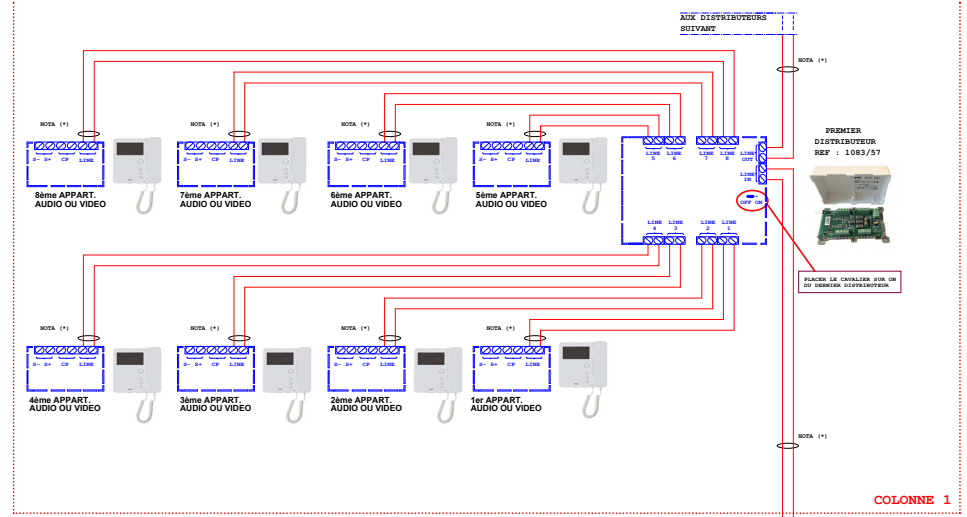 AUX DISTRIBUTEURS
SUIVANT
NOTA (*)
NOTA (*)
NOTA (*)
NOTA (*)
NOTA (*)
S- S+ CP LINE
S- S+ CP LINE
S- S+ CP LINE
S- S+ CP LINE
8ème APPART.
AUDIO OU VIDEO
7ème APPART.
AUDIO OU VIDEO
6ème APPART.
AUDIO OU VIDEO
5ème APPART.
AUDIO OU VIDEO
LINE 5
LINE 6
LINE 7
LINE 8
LINE OUT
LINE IN
OFF ON
LINE 4
LINE 3
LINE 2
LINE 1
PREMIER
DISTRIBUTEUR
REF : 1083/57
PLACER LE CAVALIER SUR ON
DU DERNIER DISTRIBUTEUR
NOTA (*)
NOTA (*)
NOTA (*)
NOTA (*)
S- S+ CP LINE
S- S+ CP LINE
S- S+ CP LINE
S- S+ CP LINE
4ème APPART.
AUDIO OU VIDEO
3ème APPART.
AUDIO OU VIDEO
2ème APPART.
AUDIO OU VIDEO
1er APPART.
AUDIO OU VIDEO
NOTA (*)
COLONNE 1